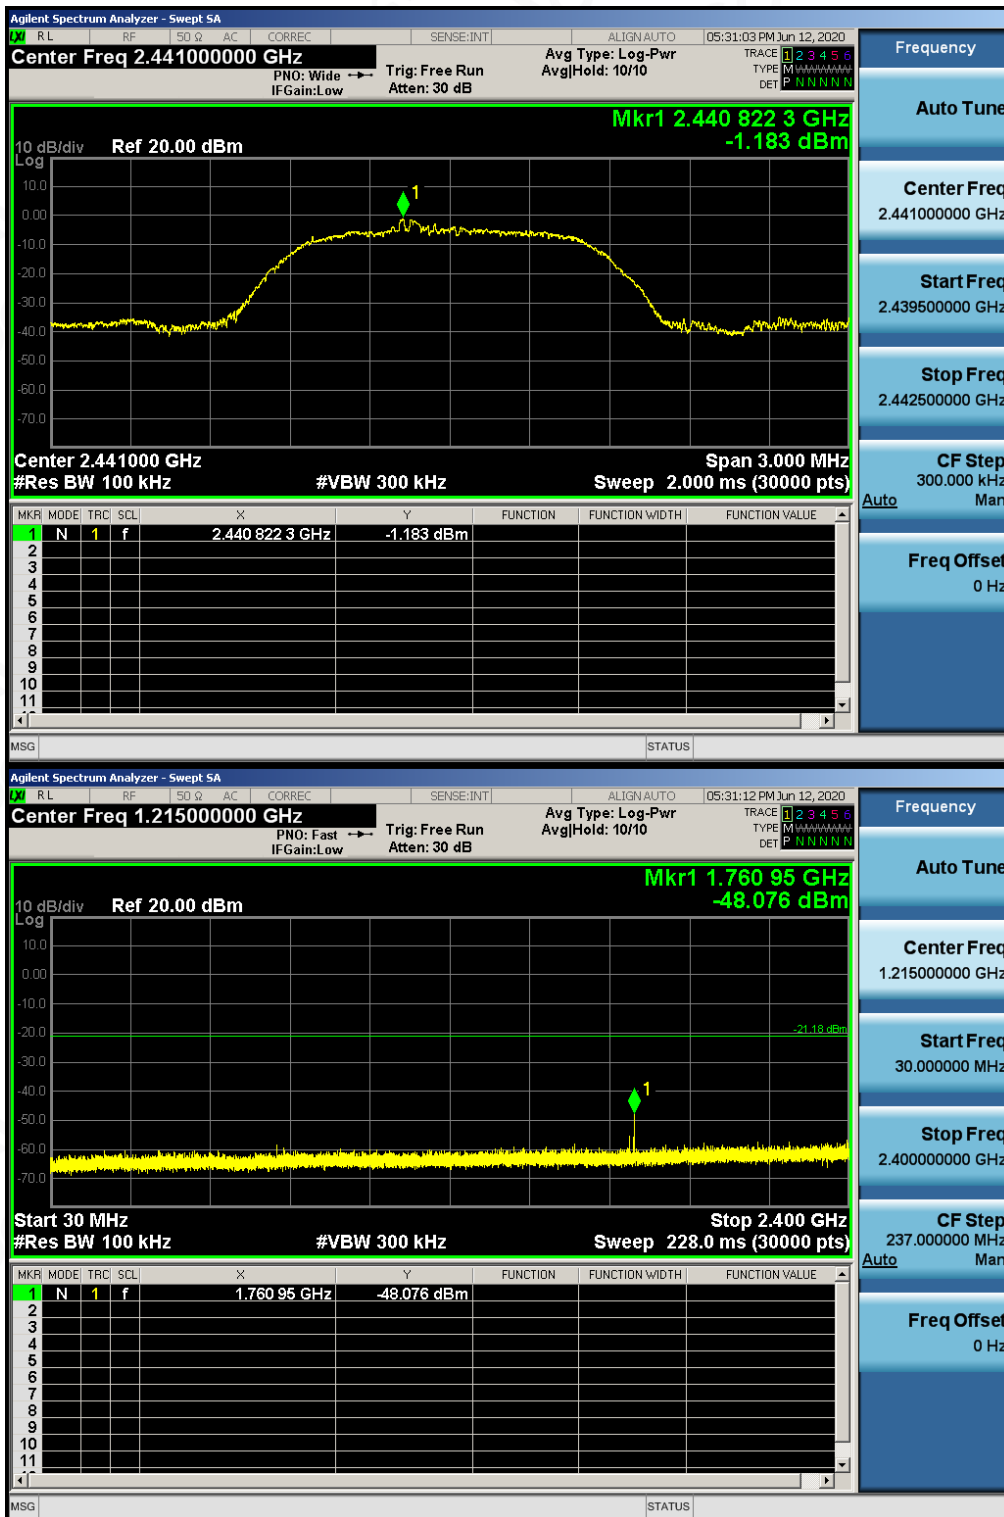 Agilent Spectrum Analyzer - Swept SA
LXI RL RF 50 Ω AC CORREC SENSE:INT ALIGN AUTO 05:31:03 PM Jun 12, 2020
Center Freq 2.441000000 GHz
PNO: Wide
IFGain:Low
Trig: Free Run
Atten: 30 dB
Avg Type: Log-Pwr
Avg|Hold: 10/10
TRACE 1 2 3 4 5 6
TYPE M
DET P N N N N N
Mkr1 2.440 822 3 GHz
-1.183 dBm
10 dB/div Ref 20.00 dBm
Log
10.0
0.00
-10.0
-20.0
-30.0
-40.0
-50.0
-60.0
-70.0
1
Center 2.441000 GHz Span 3.000 MHz
#Res BW 100 kHz #VBW 300 kHz Sweep 2.000 ms (30000 pts)
MKR MODE TRC SCL X Y FUNCTION FUNCTION WIDTH FUNCTION VALUE
1 N 1 f 2.440 822 3 GHz -1.183 dBm
2
3
4
5
6
7
8
9
10
11
MSG STATUS
Frequency
Auto Tune
Center Freq
2.441000000 GHz
Start Freq
2.439500000 GHz
Stop Freq
2.442500000 GHz
CF Step
300.000 kHz
Auto Man
Freq Offset
0 Hz
Agilent Spectrum Analyzer - Swept SA
LXI RL RF 50 Ω AC CORREC SENSE:INT ALIGN AUTO 05:31:12 PM Jun 12, 2020
Center Freq 1.215000000 GHz
PNO: Fast
IFGain:Low
Trig: Free Run
Atten: 30 dB
Avg Type: Log-Pwr
Avg|Hold: 10/10
TRACE 1 2 3 4 5 6
TYPE M
DET P N N N N N
Mkr1 1.760 95 GHz
-48.076 dBm
10 dB/div Ref 20.00 dBm
Log
10.0
0.00
-10.0
-20.0
-30.0
-40.0
-50.0
-60.0
-70.0
-21.18 dBm
1
Start 30 MHz Stop 2.400 GHz
#Res BW 100 kHz #VBW 300 kHz Sweep 228.0 ms (30000 pts)
MKR MODE TRC SCL X Y FUNCTION FUNCTION WIDTH FUNCTION VALUE
1 N 1 f 1.760 95 GHz -48.076 dBm
2
3
4
5
6
7
8
9
10
11
MSG STATUS
Frequency
Auto Tune
Center Freq
1.215000000 GHz
Start Freq
30.000000 MHz
Stop Freq
2.400000000 GHz
CF Step
237.000000 MHz
Auto Man
Freq Offset
0 Hz